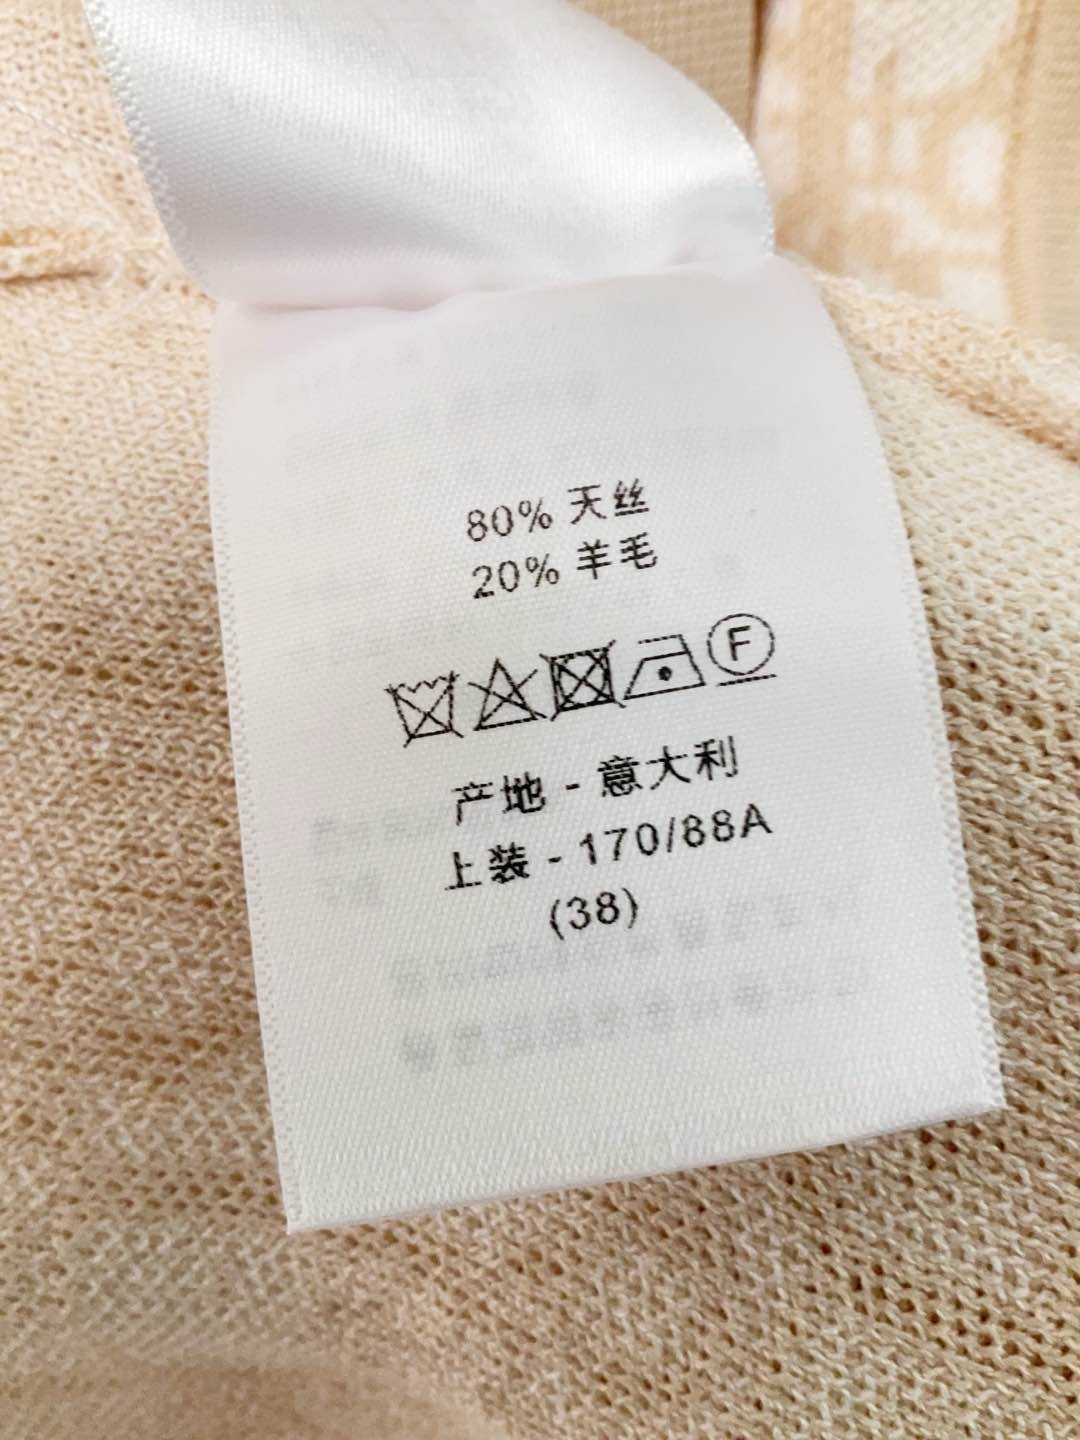 80% 天丝
20% 羊毛
F
产地 - 意大利
上装 - 170/88A
(38)